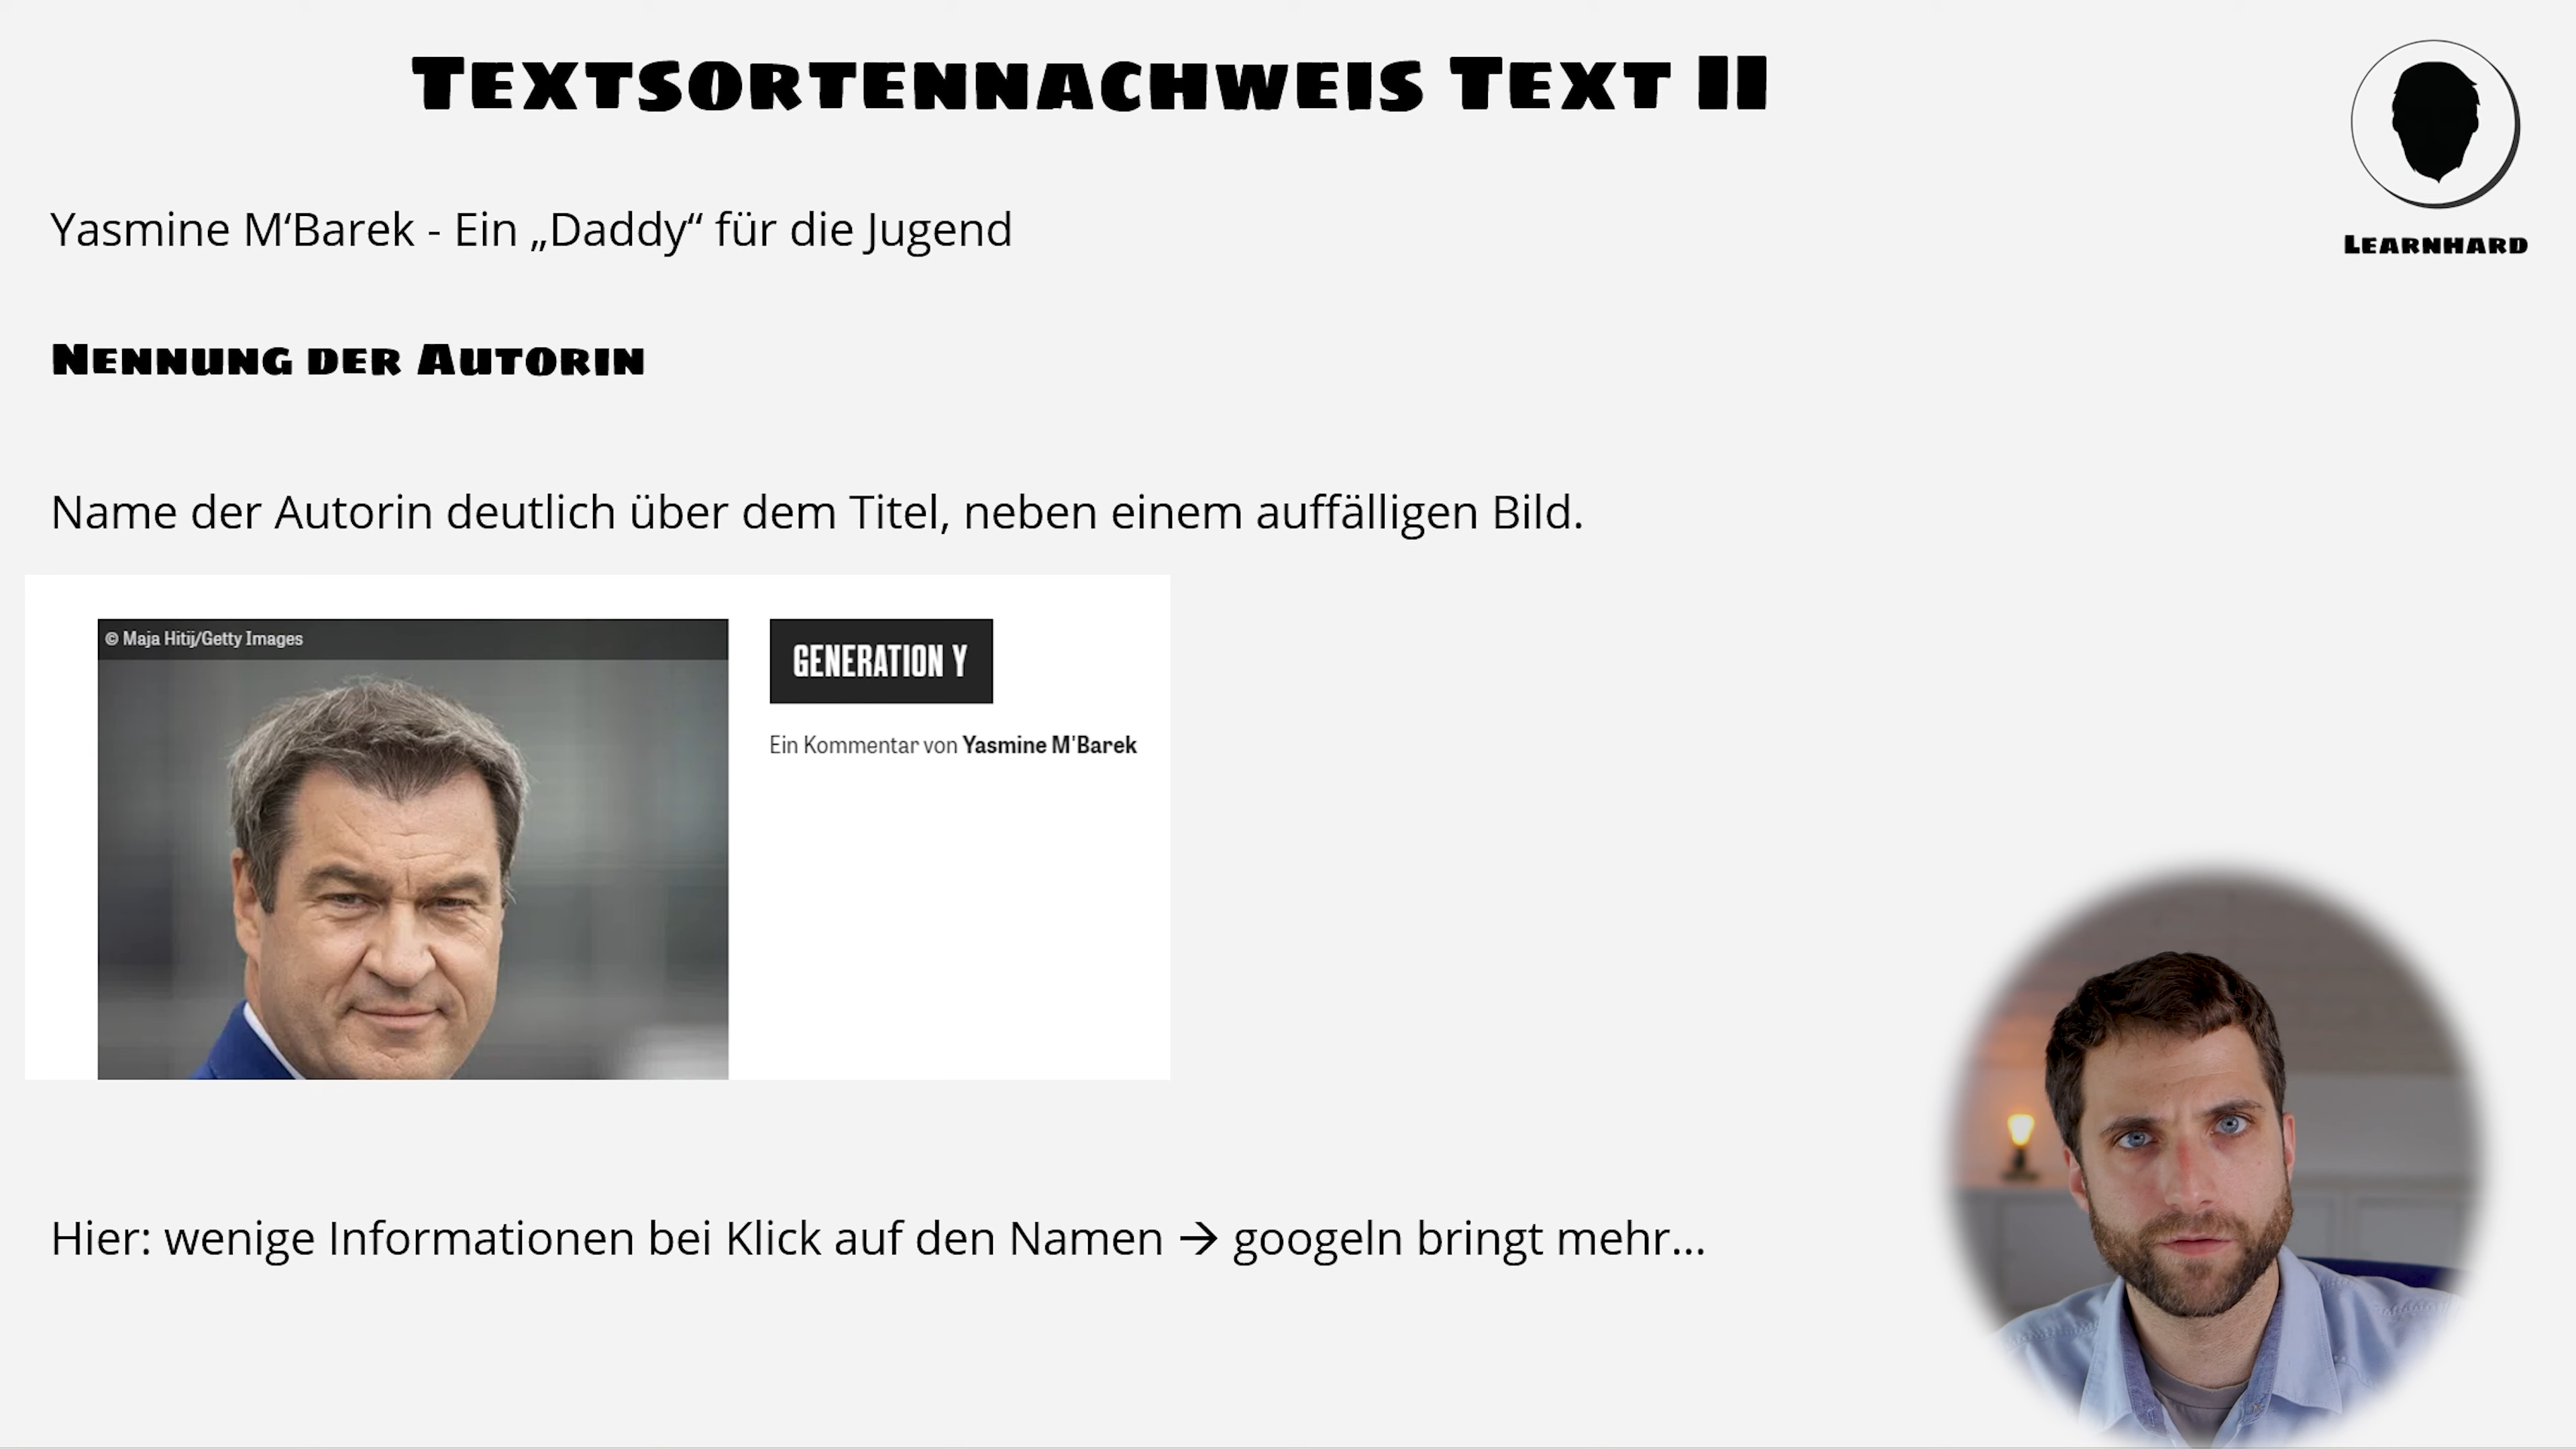 Textsortennachweis Text II
Learnhard
Yasmine M‘Barek - Ein „Daddy“ für die Jugend
Nennung der Autorin
Name der Autorin deutlich über dem Titel, neben einem auffälligen Bild.
© Maja Hitij/Getty Images
GENERATION Y
Ein Kommentar von Yasmine M'Barek
Hier: wenige Informationen bei Klick auf den Namen → googeln bringt mehr...